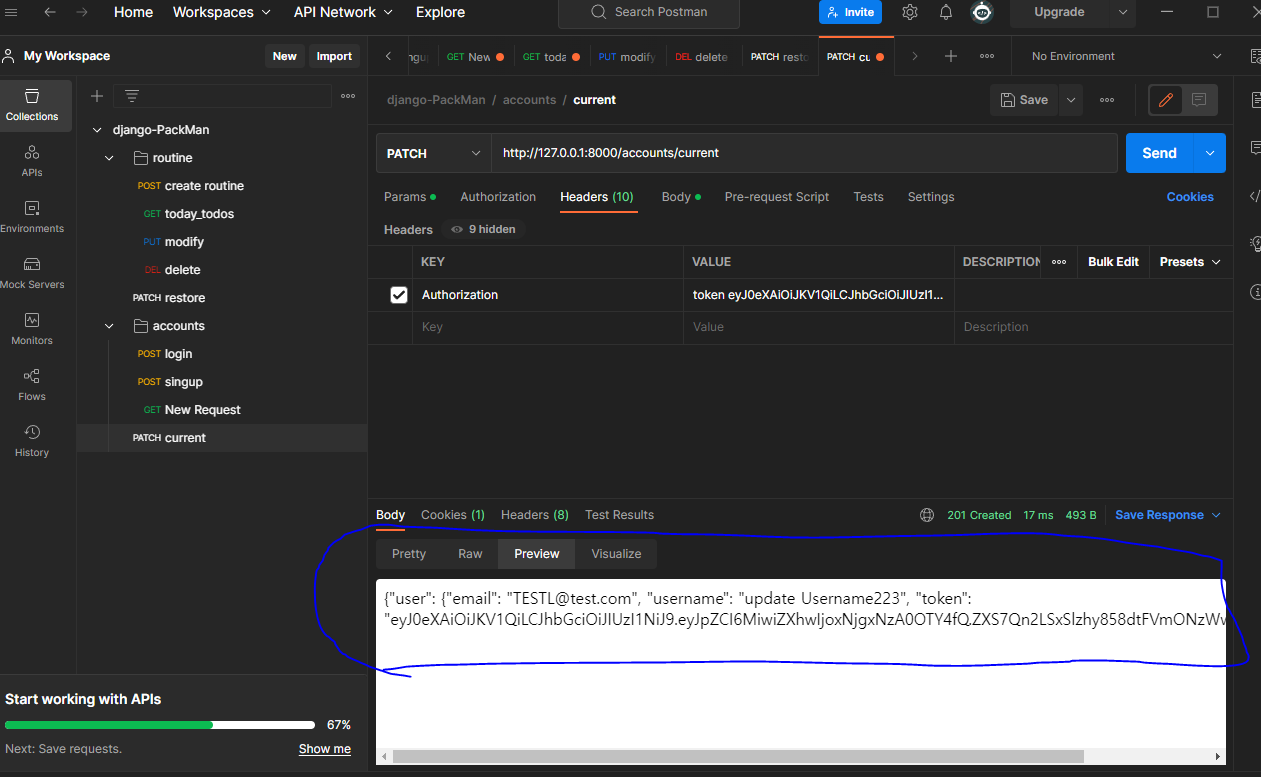 Home Workspaces API Network Explore Search Postman Invite Upgrade
My Workspace New Import
GET New GET toda PUT modify DEL delete PATCH resto PATCH cu No Environment
Collections
APIs
Environments
Mock Servers
Monitors
Flows
History
django-PackMan
routine
POST create routine
GET today_todos
PUT modify
DEL delete
PATCH restore
accounts
POST login
POST singup
GET New Request
PATCH current
django-PackMan / accounts / current Save
PATCH http://127.0.0.1:8000/accounts/current Send
Params Authorization Headers (10) Body Pre-request Script Tests Settings Cookies
Headers 9 hidden
KEY VALUE DESCRIPTION Bulk Edit Presets
Authorization token eyJ0eXAiOiJKV1QiLCJhbGciOiJIUzI1...
Key Value Description
Body Cookies (1) Headers (8) Test Results 201 Created 17 ms 493 B Save Response
Pretty Raw Preview Visualize
{"user": {"email": "TESTL@test.com", "username": "update Username223", "token":
"eyJ0eXAiOiJKV1QiLCJhbGciOiJIUzI1NiJ9.eyJpZCI6MiwiZXhwIjoxNjgxNzA0OTY4fQ.ZXS7Qn2LSxSlzhy858dtFVmONzWw
Start working with APIs
67%
Next: Save requests. Show me